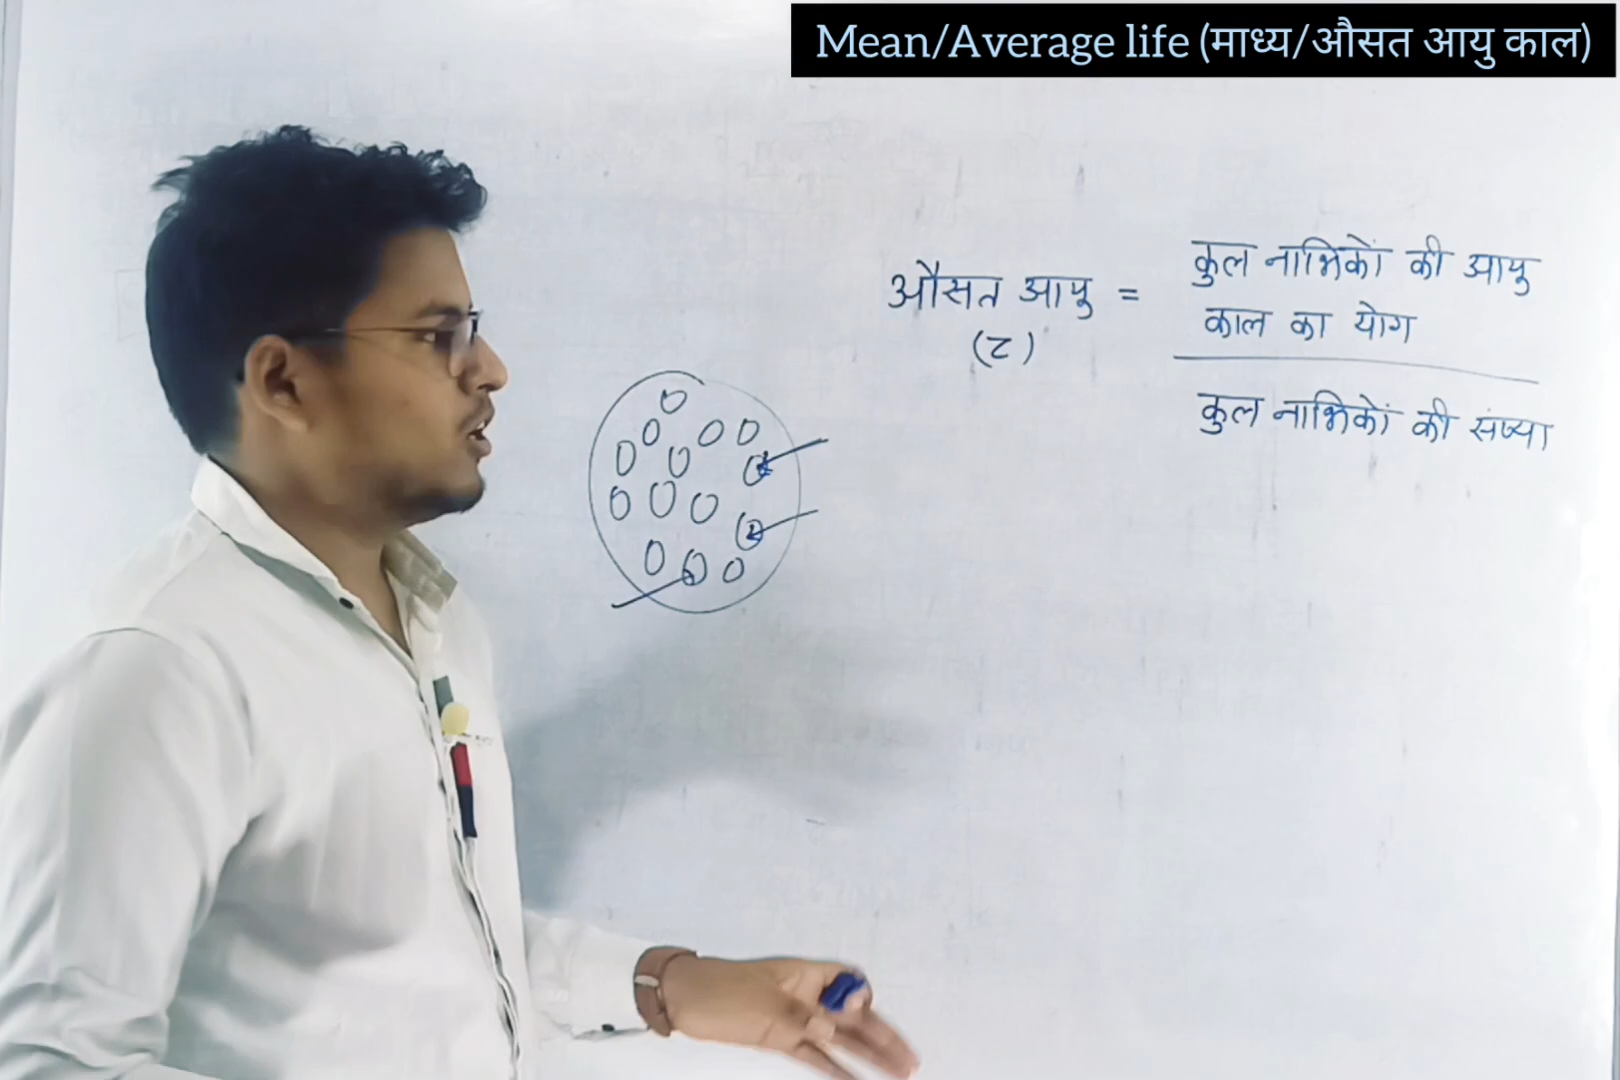 Mean/Average life (माध्य/औसत आयु काल)
औसत आयु = कुल नाभिकों की आयु
काल का योग
(τ)
कुल नाभिकों की संख्या